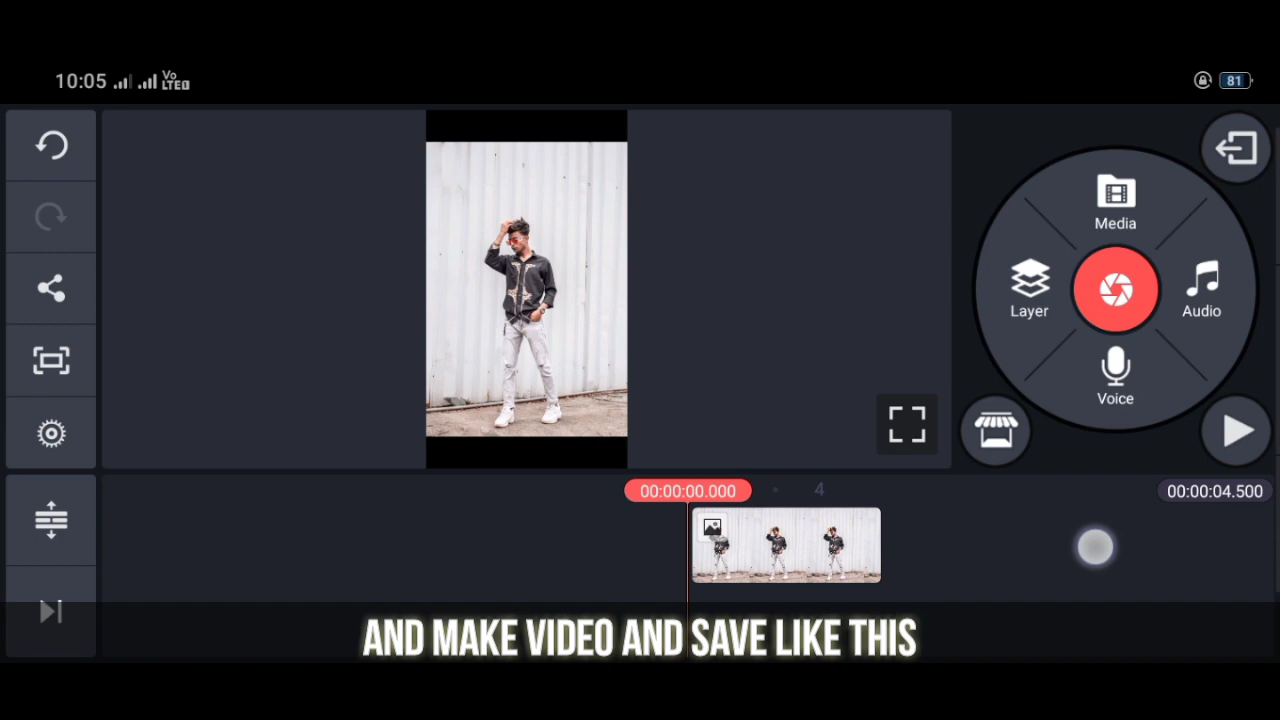 10:05
Vo
LTE
81
Media
Layer
Audio
Voice
00:00:00.000
4
00:00:04.500
AND MAKE VIDEO AND SAVE LIKE THIS